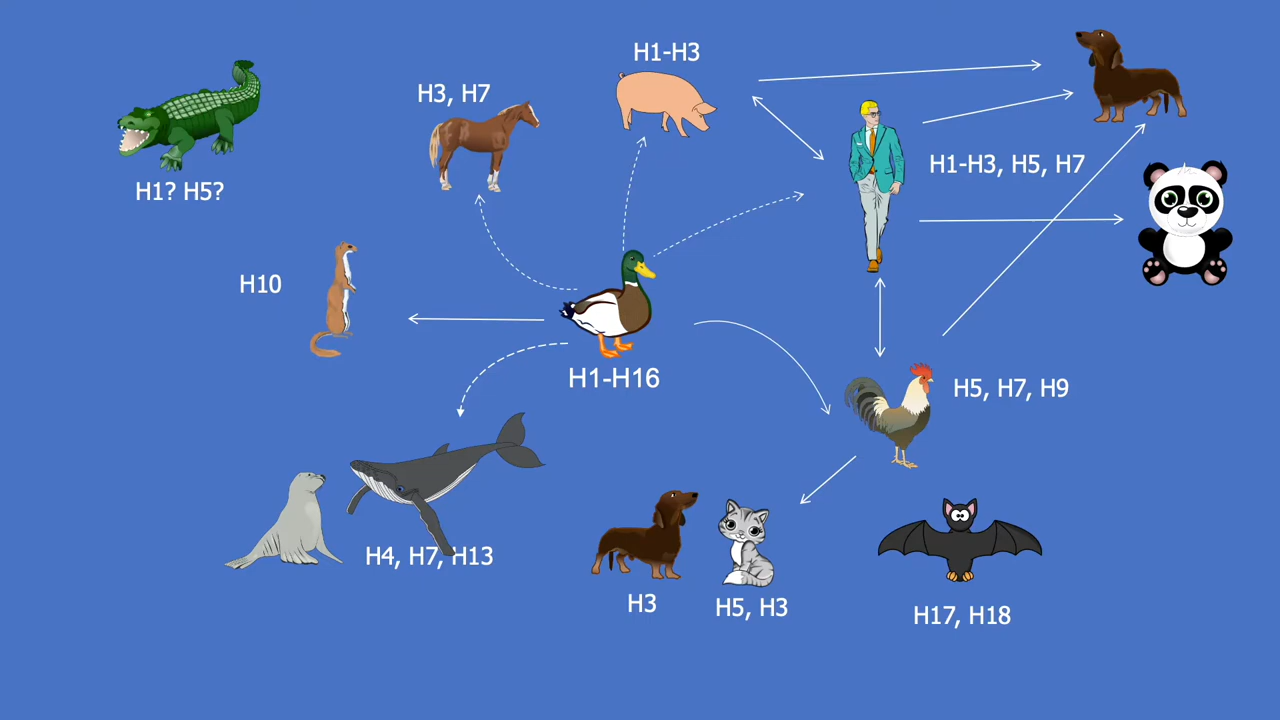 H1-H3
H3, H7
H1-H3, H5, H7
H1? H5?
H10
H1-H16
H5, H7, H9
H4, H7, H13
H3
H5, H3
H17, H18